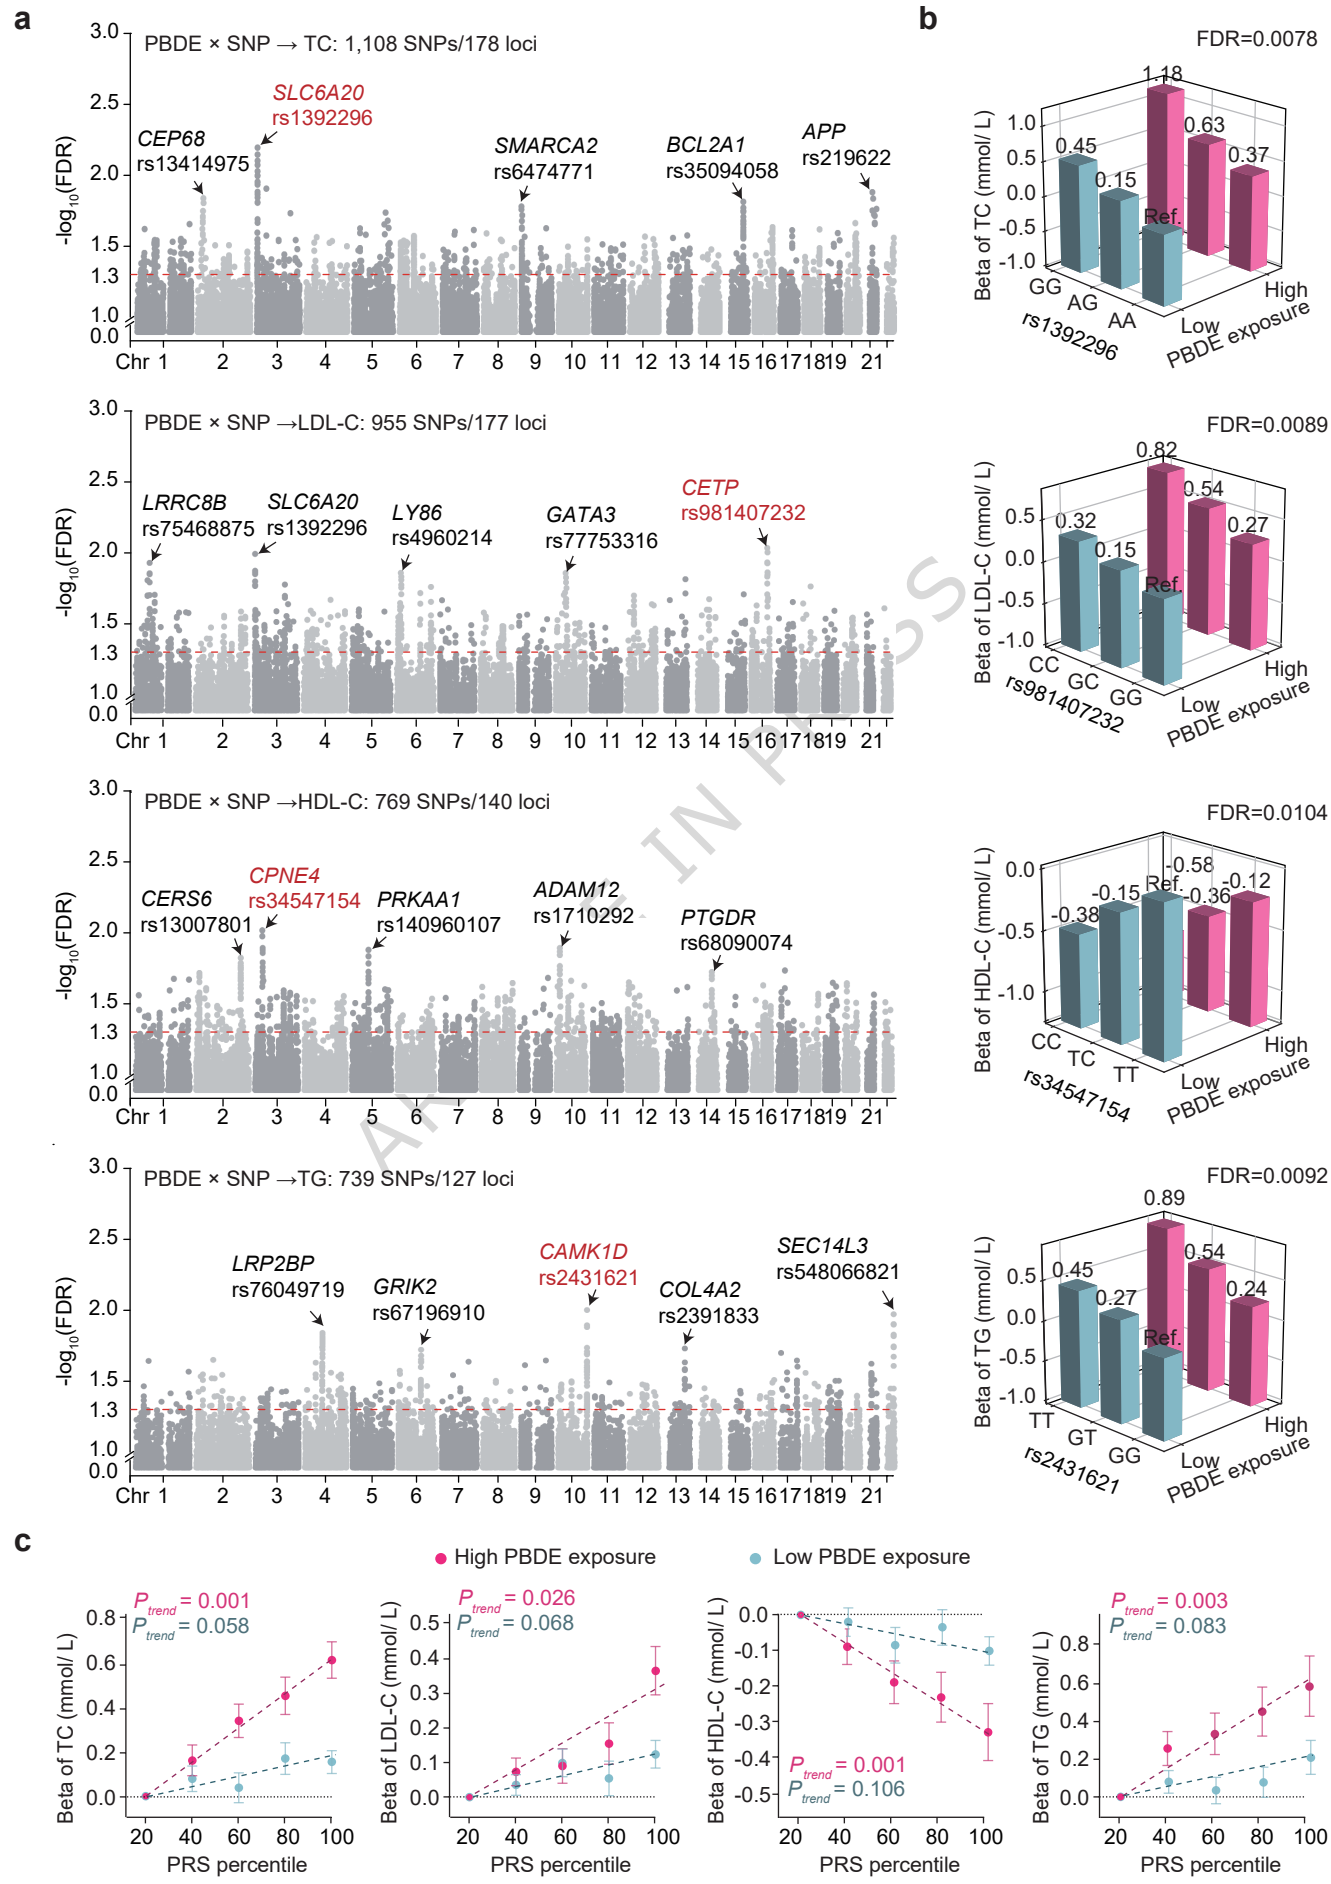 a
PBDE × SNP → TC: 1,108 SNPs/178 loci
-log10(FDR)
3.0
2.5
2.0
1.5
1.3
1.0
0.0
CEP68
rs13414975
SLC6A20
rs1392296
SMARCA2
rs6474771
BCL2A1
rs35094058
APP
rs219622
Chr 1 2 3 4 5 6 7 8 9 10 11 12 13 14 15 16 17 18 19 21
PBDE × SNP →LDL-C: 955 SNPs/177 loci
-log10(FDR)
3.0
2.5
2.0
1.5
1.3
1.0
0.0
LRRC8B
rs75468875
SLC6A20
rs1392296
LY86
rs4960214
GATA3
rs77753316
CETP
rs981407232
Chr 1 2 3 4 5 6 7 8 9 10 11 12 13 14 15 16 17 18 19 21
PBDE × SNP →HDL-C: 769 SNPs/140 loci
-log10(FDR)
3.0
2.5
2.0
1.5
1.3
1.0
0.0
CERS6
rs13007801
CPNE4
rs34547154
PRKAA1
rs140960107
ADAM12
rs1710292
PTGDR
rs68090074
Chr 1 2 3 4 5 6 7 8 9 10 11 12 13 14 15 16 17 18 19 21
PBDE × SNP →TG: 739 SNPs/127 loci
-log10(FDR)
3.0
2.5
2.0
1.5
1.3
1.0
0.0
LRP2BP
rs76049719
GRIK2
rs67196910
CAMK1D
rs2431621
COL4A2
rs2391833
SEC14L3
rs548066821
Chr 1 2 3 4 5 6 7 8 9 10 11 12 13 14 15 16 17 18 19 21
b
FDR=0.0078
Beta of TC (mmol/ L)
1.0
0.5
0.0
-0.5
-1.0
0.45
0.15
Ref.
1.18
0.63
0.37
GG
AG
AA
rs1392296
Low
High
PBDE exposure
FDR=0.0089
Beta of LDL-C (mmol/ L)
0.5
0.0
-0.5
-1.0
0.32
0.15
Ref.
0.82
0.54
0.27
CC
GC
GG
rs981407232
Low
High
PBDE exposure
FDR=0.0104
Beta of HDL-C (mmol/ L)
0.0
-0.5
-1.0
-0.38
-0.15
Ref.
-0.58
-0.36
-0.12
CC
TC
TT
rs34547154
Low
High
PBDE exposure
FDR=0.0092
Beta of TG (mmol/ L)
0.5
0.0
-0.5
-1.0
0.45
0.27
Ref.
0.89
0.54
0.24
TT
GT
GG
rs2431621
Low
High
PBDE exposure
c
High PBDE exposure
Low PBDE exposure
Ptrend = 0.001
Ptrend = 0.058
Beta of TC (mmol/ L)
0.8
0.6
0.4
0.2
0.0
20 40 60 80 100
PRS percentile
Ptrend = 0.026
Ptrend = 0.068
Beta of LDL-C (mmol/ L)
0.5
0.4
0.3
0.2
0.1
0.0
20 40 60 80 100
PRS percentile
Beta of HDL-C (mmol/ L)
0.0
-0.1
-0.2
-0.3
-0.4
-0.5
Ptrend = 0.001
Ptrend = 0.106
20 40 60 80 100
PRS percentile
Ptrend = 0.003
Ptrend = 0.083
Beta of TG (mmol/ L)
0.8
0.6
0.4
0.2
0.0
20 40 60 80 100
PRS percentile